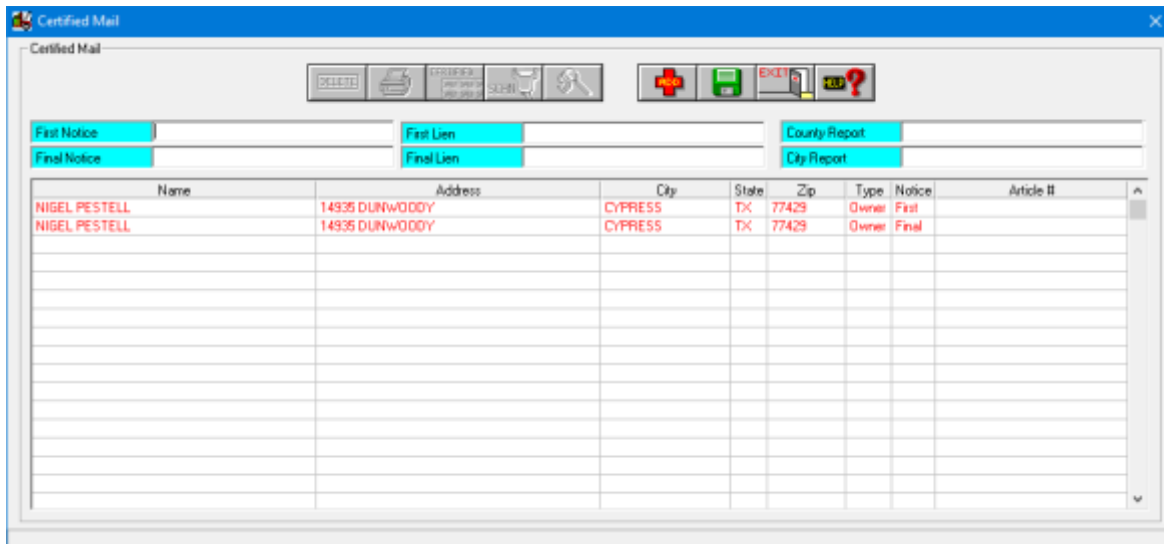 Certified Mail
Certified Mail
DELETE CERTIFIED SCAN ADD EXIT HELP
First Notice First Lien County Report
Final Notice Final Lien City Report
Name Address City State Zip Type Notice Article #
NIGEL PESTELL 14935 DUNWOODY CYPRESS TX 77429 Owner First
NIGEL PESTELL 14935 DUNWOODY CYPRESS TX 77429 Owner Final